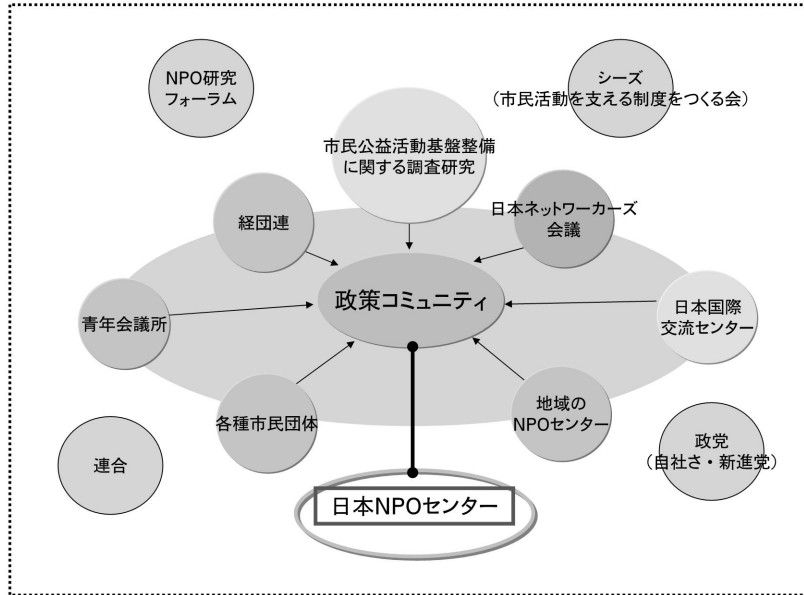 NPO研究
フォーラム
シーズ
(市民活動を支える制度をつくる会)
市民公益活動基盤整備
に関する調査研究
経団連
日本ネットワーカーズ
会議
政策コミュニティ
青年会議所
日本国際
交流センター
各種市民団体
地域の
NPOセンター
連合
政党
(自社さ・新進党)
日本NPOセンター